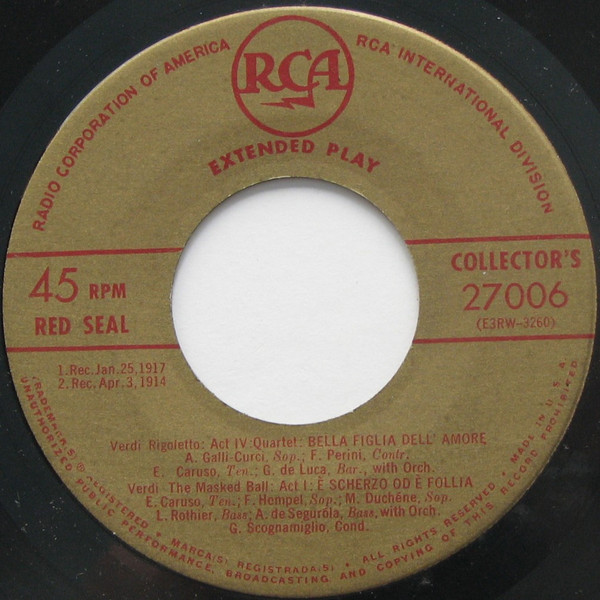 RADIO CORPORATION OF AMERICA
RCA
RCA INTERNATIONAL DIVISION
EXTENDED PLAY
45 RPM
RED SEAL
COLLECTOR'S
27006
(E3RW-3260)
1.Rec.Jan.25,1917
2.Rec.Apr.3,1914
Verdi Rigoletto: Act IV:Quartet: BELLA FIGLIA DELL' AMORE
A. Galli-Curci, Sop.; F. Perini, Contr.
E. Caruso, Ten.; G. de Luca, Bar., with Orch.
Verdi The Masked Ball: Act I: È SCHERZO OD È FOLLIA
E. Caruso, Ten.; F. Hempel, Sop.; M. Duchêne, Sop.
L. Rothier, Bass; A. de Seguróla, Bass, with Orch.
G. Scognamiglio, Cond.
TRADEMARK(S)® REGISTERED • MARCA(S) REGISTRADA(S) • ALL RIGHTS RESERVED • MADE IN U.S.A.
UNAUTHORIZED PUBLIC PERFORMANCE, BROADCASTING AND COPYING OF THIS RECORD PROHIBITED